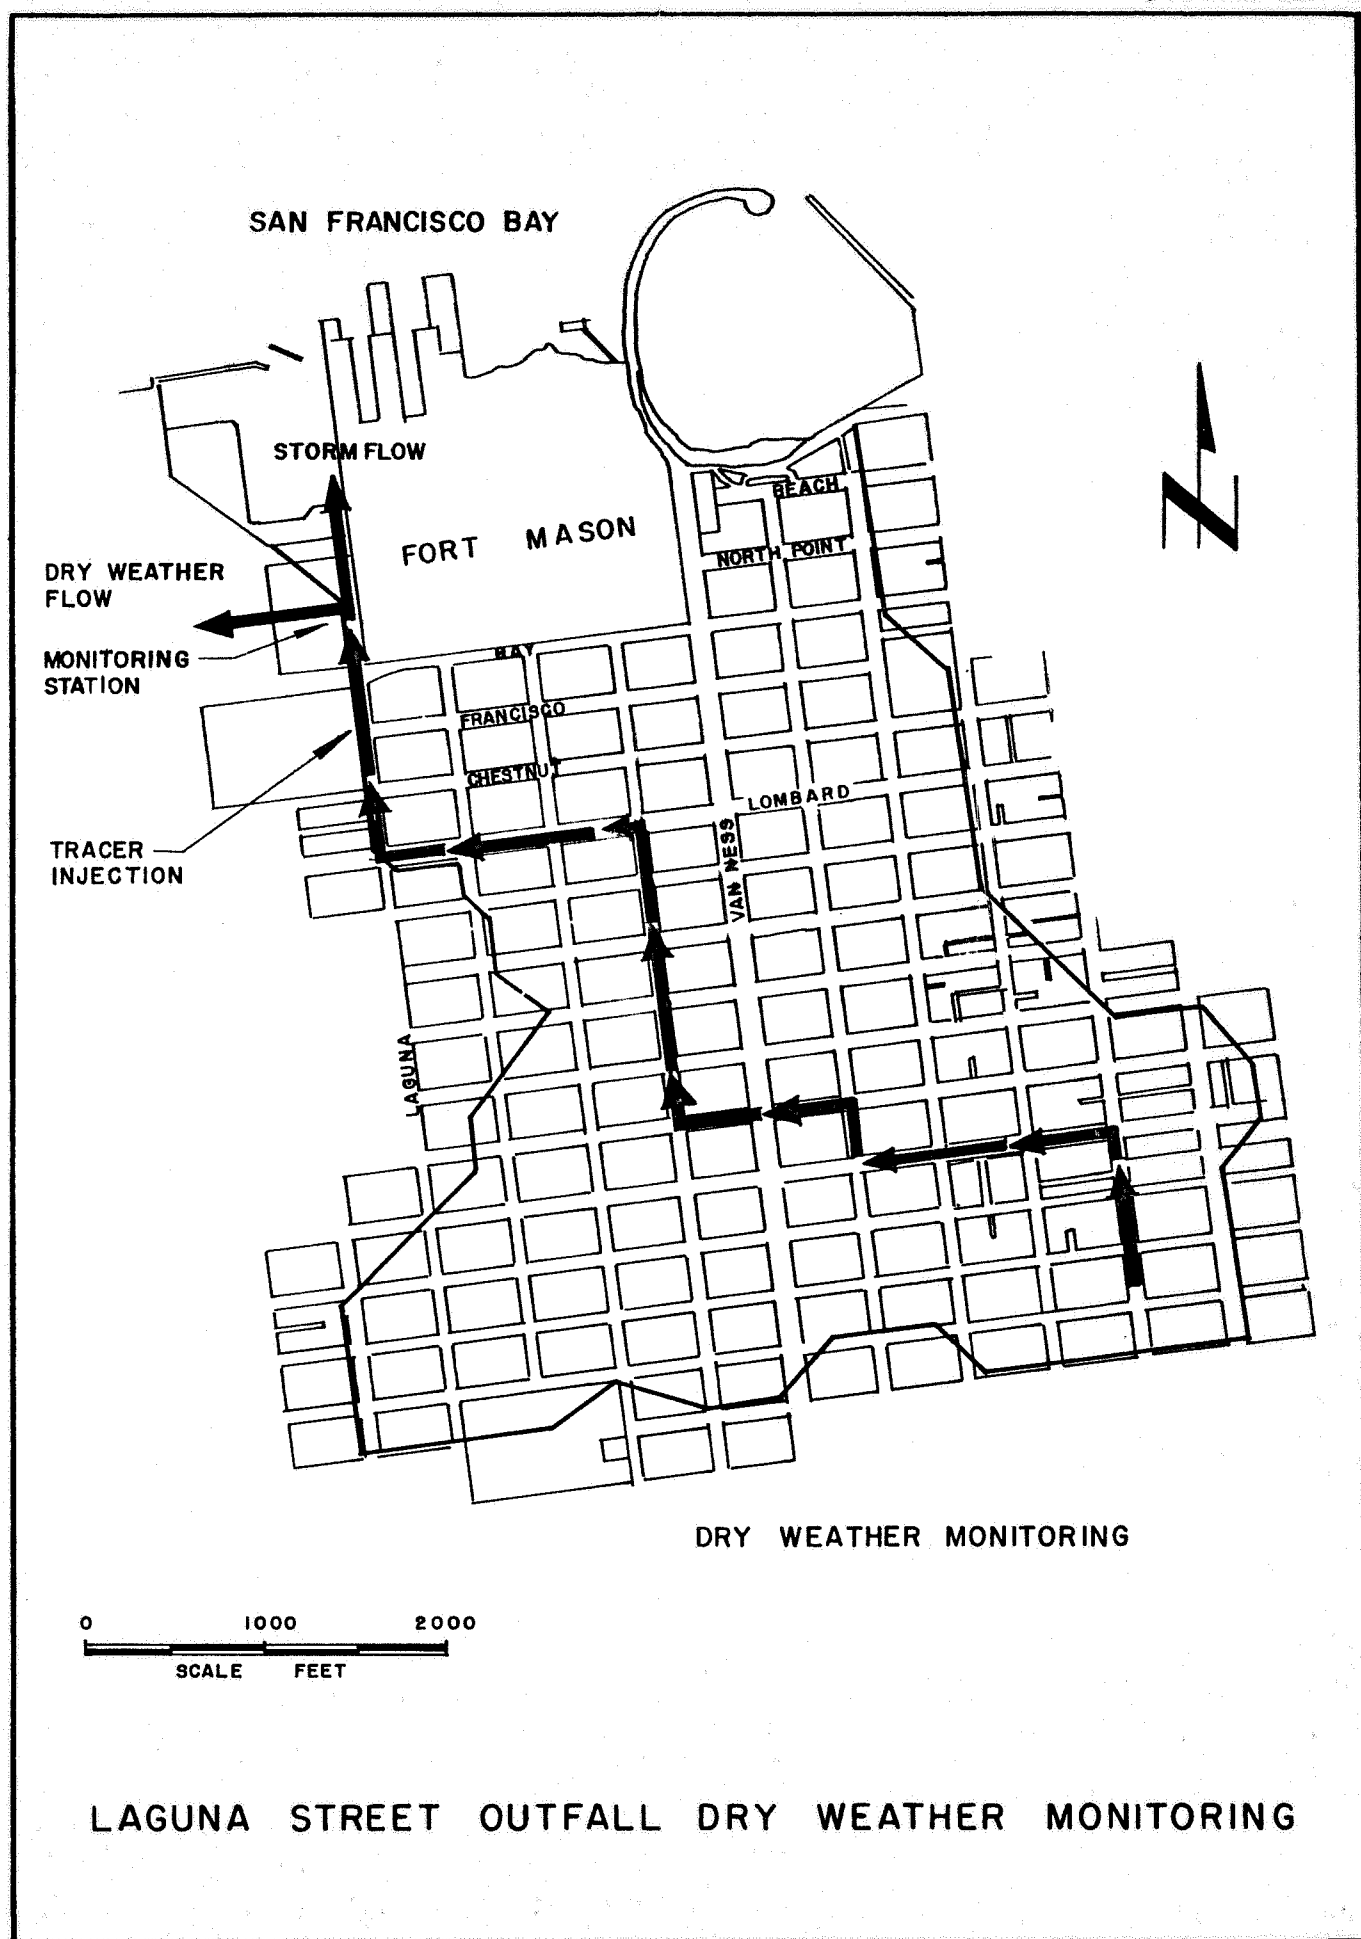 SAN FRANCISCO BAY
STORM FLOW
BEACH
FORT MASON
NORTH POINT
DRY WEATHER
FLOW
MONITORING
STATION
BAY
FRANCISCO
CHESTNUT
LOMBARD
VAN NESS
TRACER
INJECTION
LAGUNA
N
DRY WEATHER MONITORING
0 1000 2000
SCALE FEET
LAGUNA STREET OUTFALL DRY WEATHER MONITORING